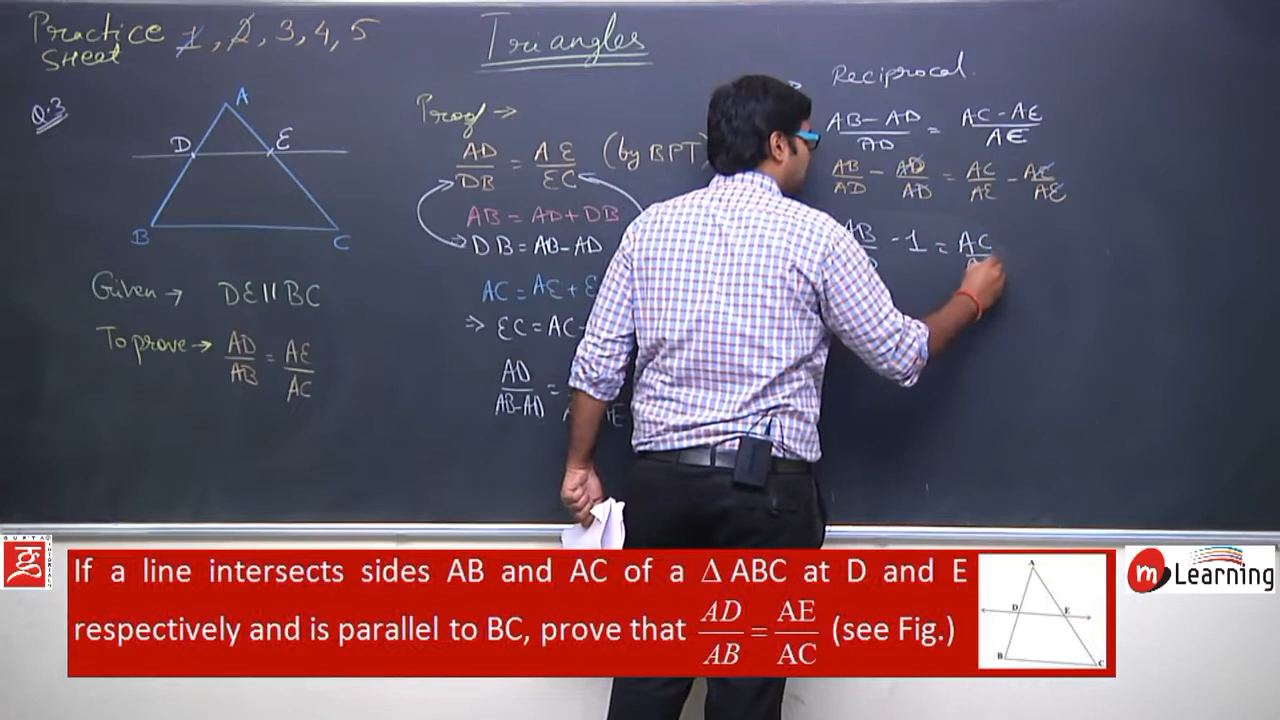 Practice 1, 2, 3, 4, 5
SHeet
Triangles
Q.3
A
D
E
B
C
Given → DE || BC
To prove → AD/AB = AE/AC
Proof →
AD/DB = AE/EC (by BPT)
AB = AD + DB
DB = AB - AD
AC = AE + E
⇒ EC = AC -
AD/AB-AD =
Reciprocal
AB - AD/AD = AC - AE/AE
AB/AD - AD/AD = AC/AE - AE/AE
AB - 1 = AC
If a line intersects sides AB and AC of a Δ ABC at D and E
respectively and is parallel to BC, prove that AD/AB = AE/AC (see Fig.)
A
D
E
B
C
GUPTA
m Learning